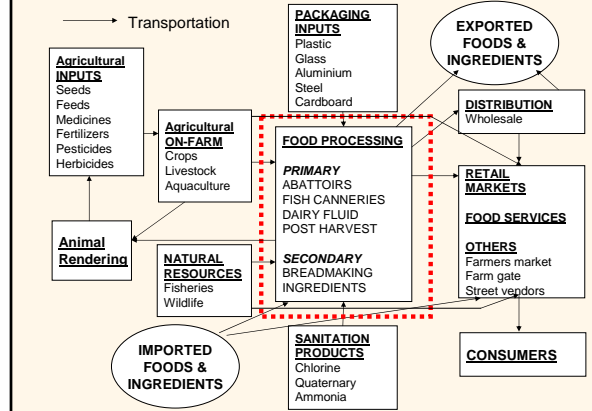 Transportation
PACKAGING
INPUTS
Plastic
Glass
Aluminium
Steel
Cardboard
EXPORTED
FOODS &
INGREDIENTS
Agricultural
INPUTS
Seeds
Feeds
Medicines
Fertilizers
Pesticides
Herbicides
Agricultural
ON-FARM
Crops
Livestock
Aquaculture
FOOD PROCESSING
PRIMARY
ABATTOIRS
FISH CANNERIES
DAIRY FLUID
POST HARVEST
SECONDARY
BREADMAKING
INGREDIENTS
DISTRIBUTION
Wholesale
RETAIL
MARKETS
FOOD SERVICES
OTHERS
Farmers market
Farm gate
Street vendors
Animal
Rendering
NATURAL
RESOURCES
Fisheries
Wildlife
IMPORTED
FOODS &
INGREDIENTS
SANITATION
PRODUCTS
Chlorine
Quaternary
Ammonia
CONSUMERS